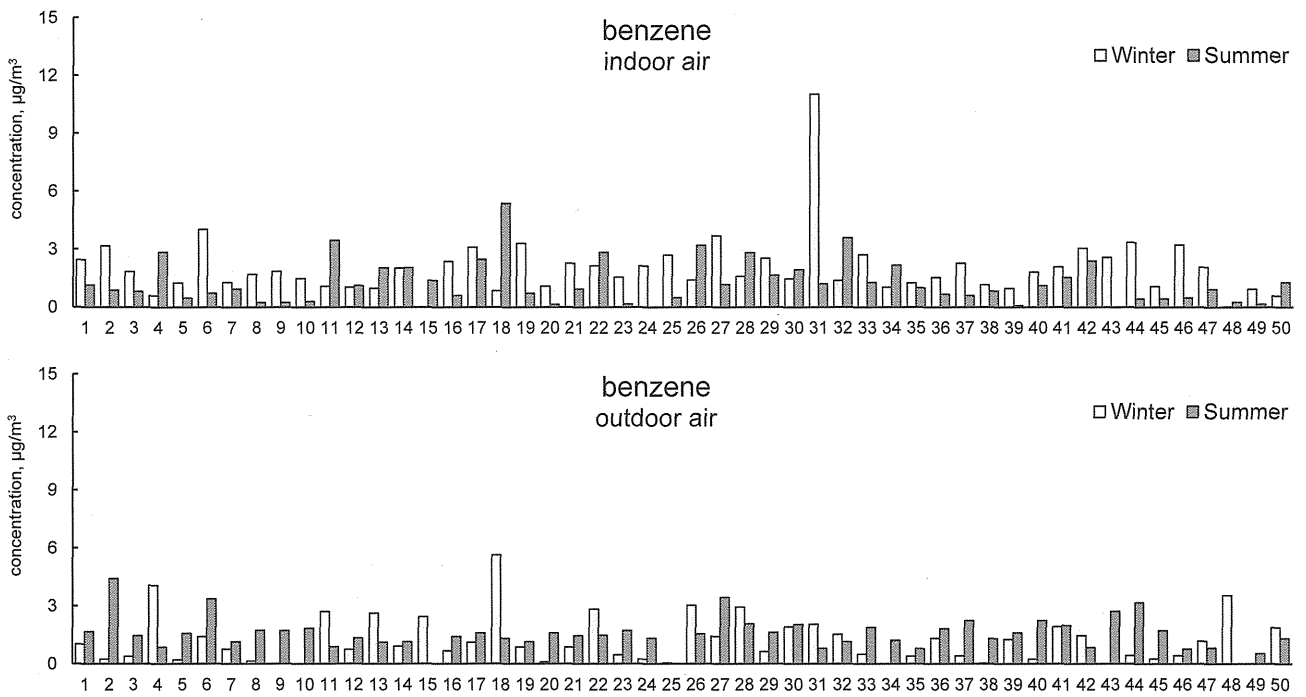 benzene
indoor air
Winter Summer
concentration, µg/m³
15
12
9
6
3
0
1 2 3 4 5 6 7 8 9 10 11 12 13 14 15 16 17 18 19 20 21 22 23 24 25 26 27 28 29 30 31 32 33 34 35 36 37 38 39 40 41 42 43 44 45 46 47 48 49 50
benzene
outdoor air
Winter Summer
concentration, µg/m³
15
12
9
6
3
0
1 2 3 4 5 6 7 8 9 10 11 12 13 14 15 16 17 18 19 20 21 22 23 24 25 26 27 28 29 30 31 32 33 34 35 36 37 38 39 40 41 42 43 44 45 46 47 48 49 50